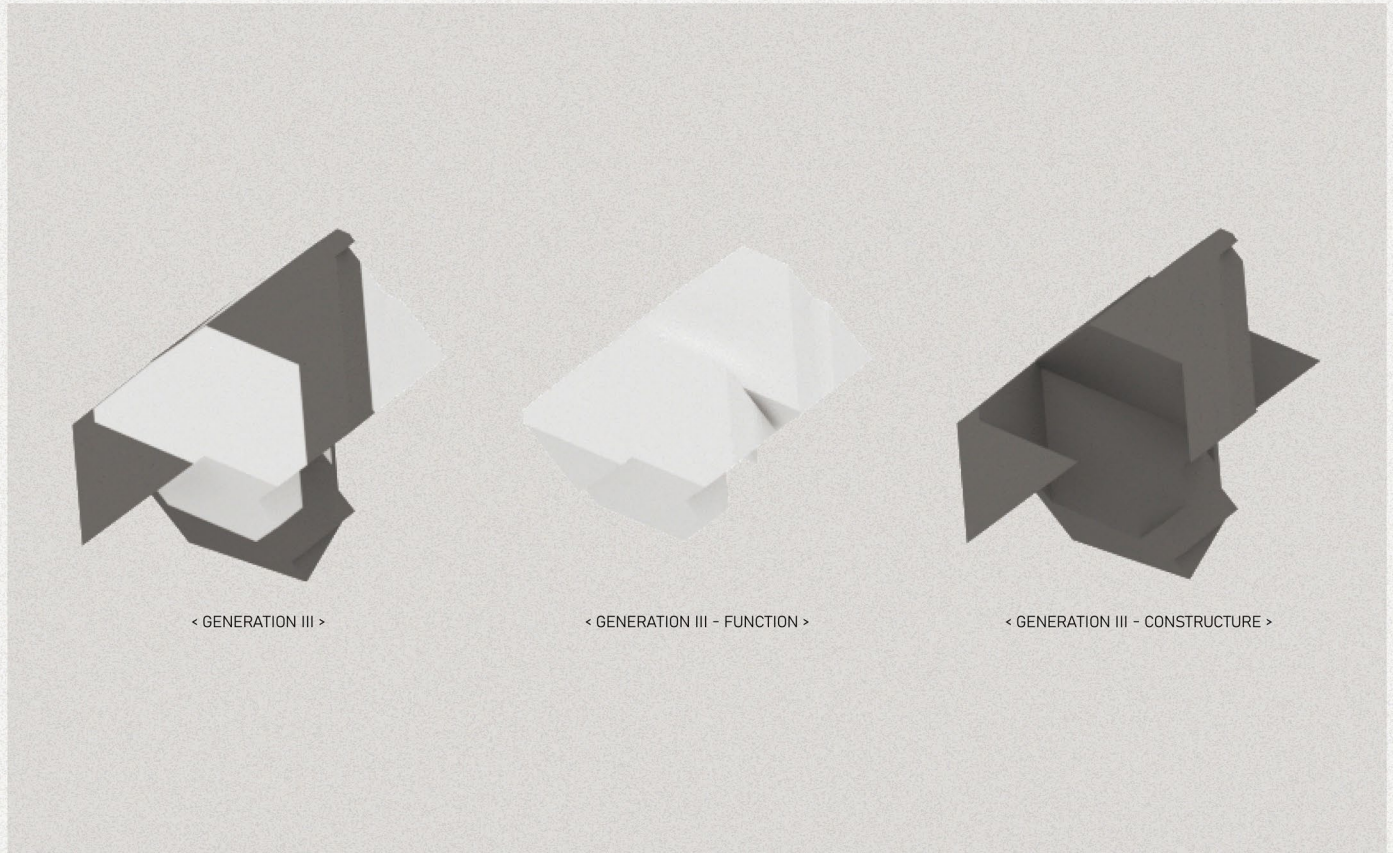 < GENERATION III >
< GENERATION III - FUNCTION >
< GENERATION III - CONSTRUCTURE >